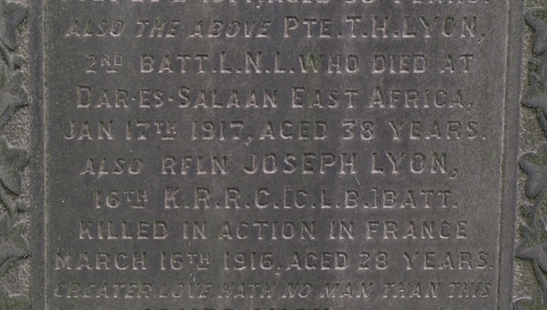 ALSO THE ABOVE PTE. T. H. LYON,
2ND BATT. L. N. L. WHO DIED AT
DAR-ES-SALAAN EAST AFRICA,
JAN 17TH 1917, AGED 38 YEARS.
ALSO RFLN JOSEPH LYON,
16TH K. R. R. C. [C. L. B.] BATT.
KILLED IN ACTION IN FRANCE
MARCH 16TH 1916, AGED 28 YEARS.
GREATER LOVE HATH NO MAN THAN THIS